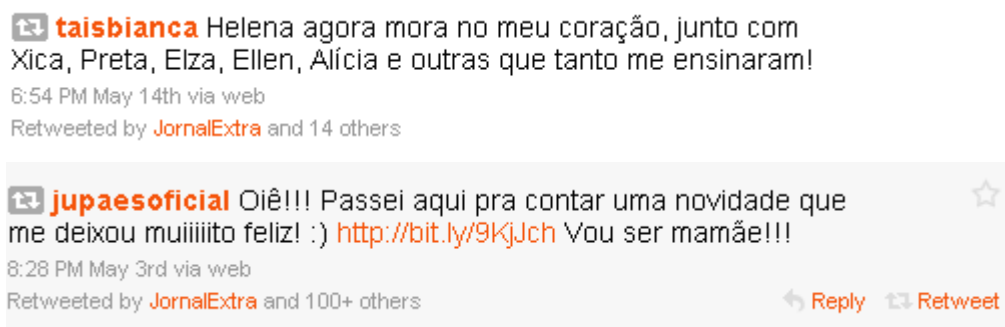 taisbianca Helena agora mora no meu coração, junto com
Xica, Preta, Elza, Ellen, Alícia e outras que tanto me ensinaram!
6:54 PM May 14th via web
Retweeted by JornalExtra and 14 others
jupaesoficial Oiê!!! Passei aqui pra contar uma novidade que
me deixou muiiiiito feliz! :) http://bit.ly/9KjJch Vou ser mamãe!!!
8:28 PM May 3rd via web
Retweeted by JornalExtra and 100+ others Reply Retweet